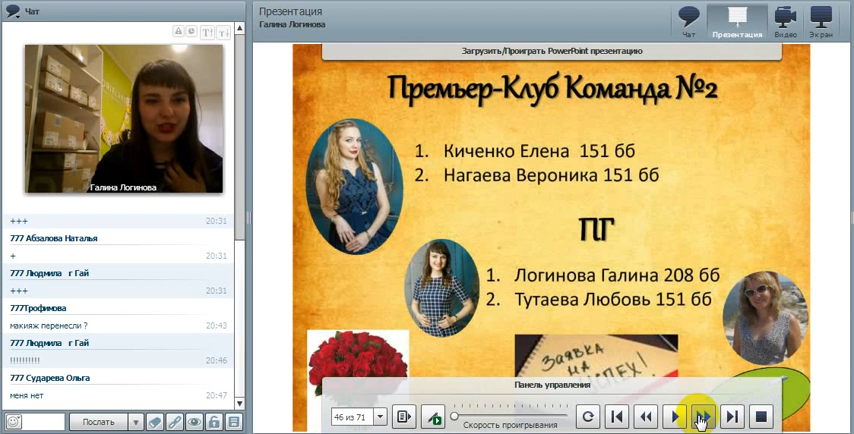 Чат
Галина Логинова
+++ 20:31
777 Абзалова Наталья
+ 20:31
777 Людмила г Гай
+++ 20:31
777Трофимова
макияж перенесли ? 20:43
777 Людмила г Гай
!!!!!!!!!! 20:46
777 Сударева Ольга
меня нет 20:47
Послать
Презентация
Галина Логинова
Чат
Презентация
Видео
Экран
Загрузить/Проиграть PowerPoint презентацию
Премьер-Клуб Команда №2
1. Киченко Елена 151 бб
2. Нагаева Вероника 151 бб
ПГ
1. Логинова Галина 208 бб
2. Тутаева Любовь 151 бб
ЗАЯВКА
НА
УСПЕХ!
Панель управления
46 из 71
Скорость проигрывания